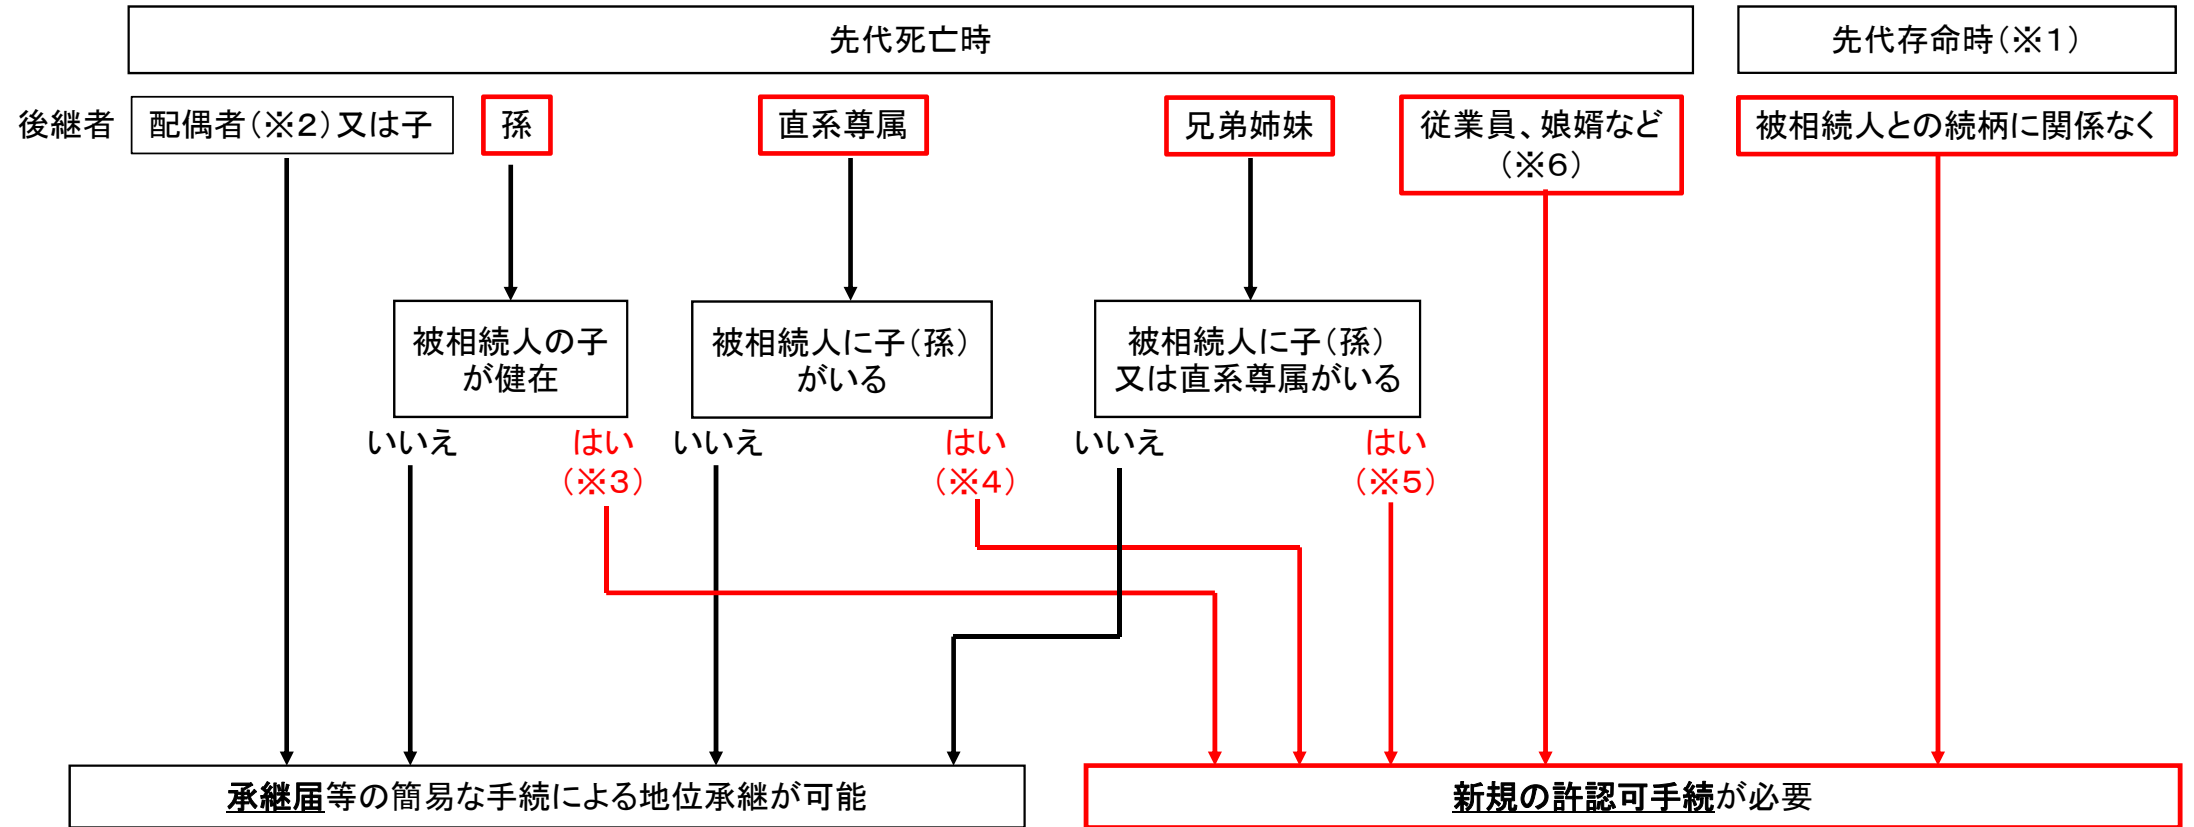 先代死亡時
先代存命時(※1)
後継者
配偶者(※2)又は子
孫
直系尊属
兄弟姉妹
従業員、娘婿など
(※6)
被相続人との続柄に関係なく
被相続人の子
が健在
被相続人に子(孫)
がいる
被相続人に子(孫)
又は直系尊属がいる
いいえ
はい
(※3)
いいえ
はい
(※4)
いいえ
はい
(※5)
承継届等の簡易な手続による地位承継が可能
新規の許認可手続が必要